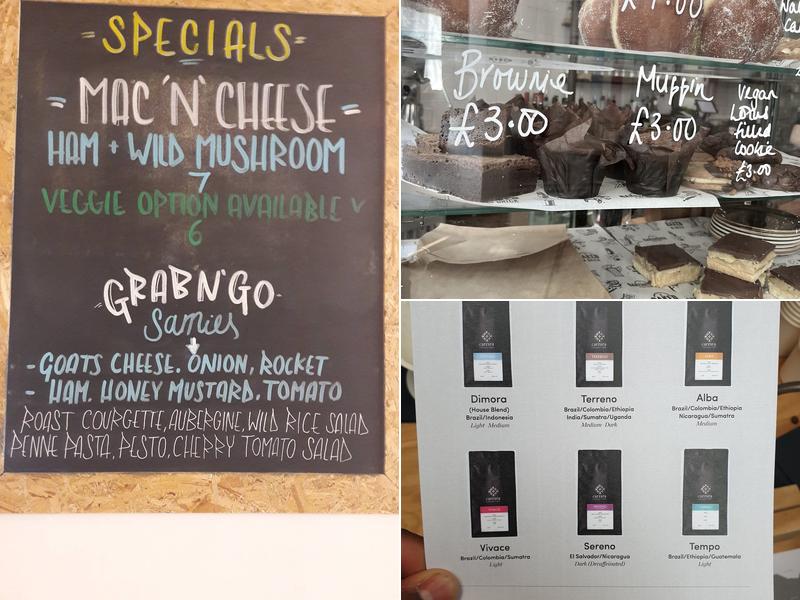 SPECIALS
MAC 'N' CHEESE
HAM + WILD MUSHROOM
7
VEGGIE OPTION AVAILABLE V
6
GRAB N' GO
Sarnies
- GOATS CHEESE, ONION, ROCKET
- HAM, HONEY MUSTARD, TOMATO
ROAST COURGETTE, AUBERGINE, WILD RICE SALAD
PENNE PASTA, PESTO, CHERRY TOMATO SALAD
Brownie
£3.00
Muffin
£3.00
Vegan
Lotus
filled
Cookie
£3.00
Dimora
(House Blend)
Brazil/Indonesia
Light Medium
Terreno
Brazil/Colombia/Ethiopia
India/Sumatra/Uganda
Medium Dark
Alba
Brazil/Colombia/Ethiopia
Nicaragua/Sumatra
Medium
Vivace
Brazil/Colombia/Sumatra
Light
Sereno
El Salvador/Nicaragua
Dark (Decaffeinated)
Tempo
Brazil/Ethiopia/Guatemala
Light